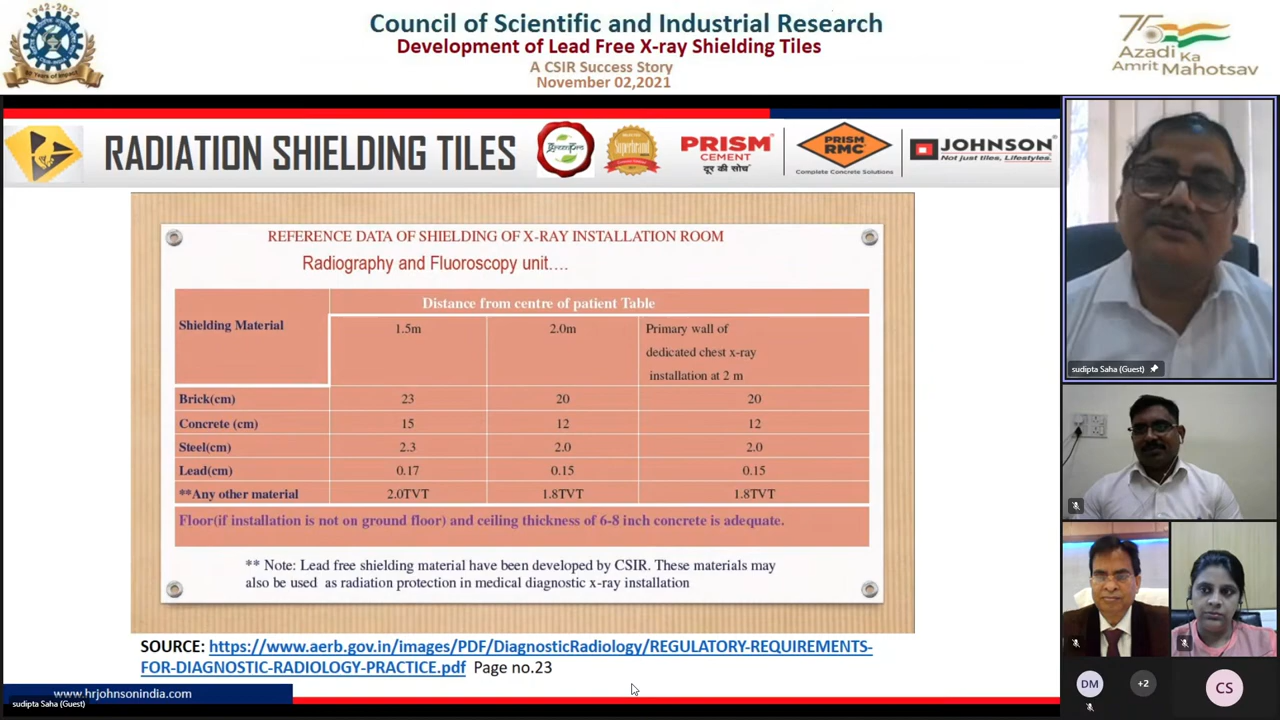 1942-2022
80 Years of Impact
Council of Scientific and Industrial Research
Development of Lead Free X-ray Shielding Tiles
A CSIR Success Story
November 02,2021
75
Azadi Ka
Amrit Mahotsav
RADIATION SHIELDING TILES
GreenPro
Superbrand
PRISM
CEMENT
दूर की सोच
PRISM
RMC
Complete Concrete Solutions
JOHNSON
Not just tiles, Lifestyles.
REFERENCE DATA OF SHIELDING OF X-RAY INSTALLATION ROOM
Radiography and Fluoroscopy unit....
Shielding Material
Distance from centre of patient Table
1.5m 2.0m Primary wall of
dedicated chest x-ray
installation at 2 m
Brick(cm) 23 20 20
Concrete (cm) 15 12 12
Steel(cm) 2.3 2.0 2.0
Lead(cm) 0.17 0.15 0.15
**Any other material 2.0TVT 1.8TVT 1.8TVT
Floor(if installation is not on ground floor) and ceiling thickness of 6-8 inch concrete is adequate.
** Note: Lead free shielding material have been developed by CSIR. These materials may
also be used as radiation protection in medical diagnostic x-ray installation
SOURCE: https://www.aerb.gov.in/images/PDF/DiagnosticRadiology/REGULATORY-REQUIREMENTS-
FOR-DIAGNOSTIC-RADIOLOGY-PRACTICE.pdf Page no.23
www.hrjohnsonindia.com
sudipta Saha (Guest)
sudipta Saha (Guest)
DM
+2
CS